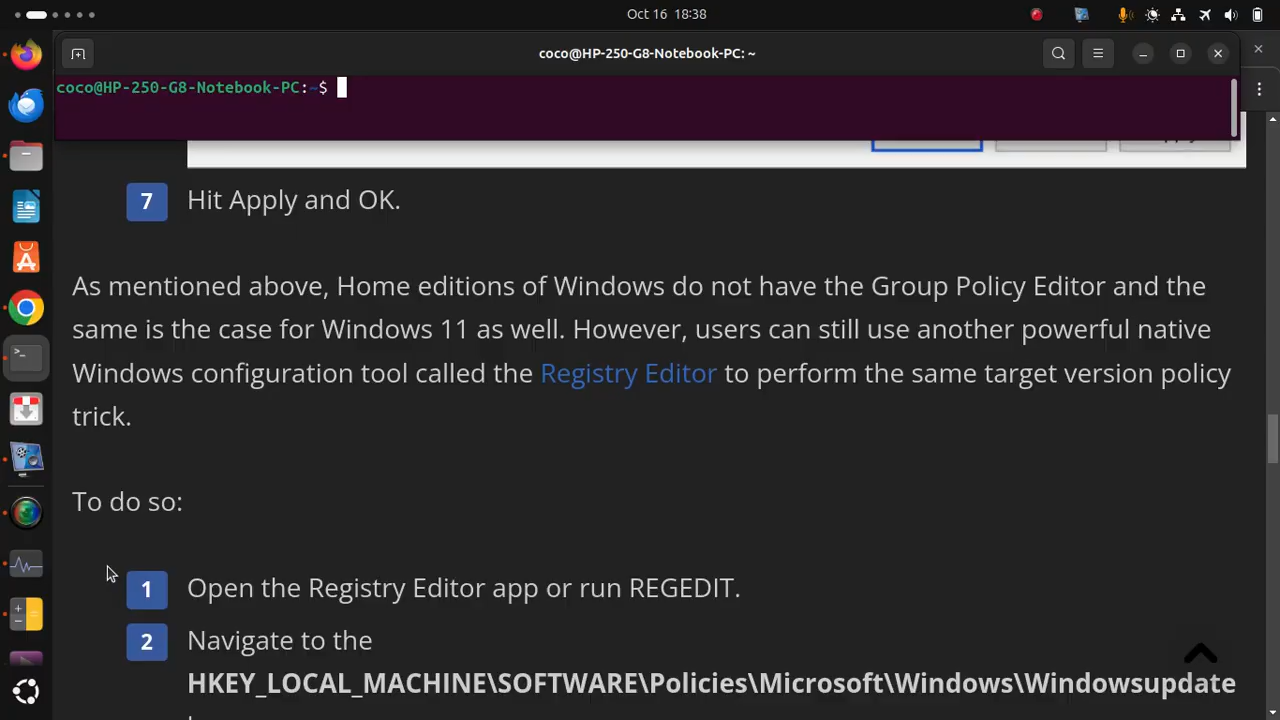 Oct 16 18:38
coco@HP-250-G8-Notebook-PC: ~
coco@HP-250-G8-Notebook-PC:~$
7 Hit Apply and OK.
As mentioned above, Home editions of Windows do not have the Group Policy Editor and the
same is the case for Windows 11 as well. However, users can still use another powerful native
Windows configuration tool called the Registry Editor to perform the same target version policy
trick.
To do so:
1 Open the Registry Editor app or run REGEDIT.
2 Navigate to the
HKEY_LOCAL_MACHINE\SOFTWARE\Policies\Microsoft\Windows\Windowsupdate